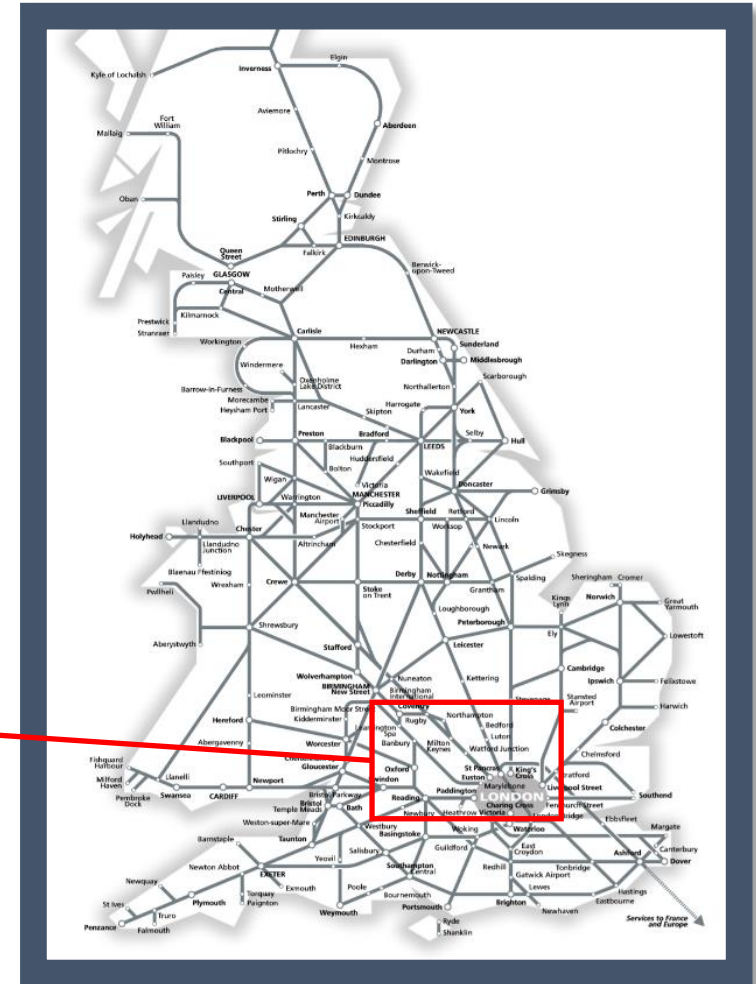 Elgin
Inverness
Kyle of Lochalsh
Aviemore
Fort
William
Mallaig
Aberdeen
Pitlochry
Montrose
Perth
Dundee
Oban
Kirkcaldy
Stirling
EDINBURGH
Queen
Street
Falkirk
Berwick-
upon-Tweed
Paisley
GLASGOW
Central
Motherwell
Kilmarnock
Prestwick
Stranraer
Carlisle
NEWCASTLE
Workington
Hexham
Sunderland
Durham
Darlington
Middlesbrough
Windermere
Scarborough
Oxenholme
Lake District
Northallerton
Barrow-in-Furness
Morecambe
Heysham Port
Lancaster
Harrogate
York
Skipton
Preston
Bradford
Selby
Blackpool
Blackburn
LEEDS
Hull
Huddersfield
Southport
Bolton
Wakefield
Wigan
Victoria
Doncaster
Grimsby
MANCHESTER
Piccadilly
LIVERPOOL
Warrington
Manchester
Airport
Sheffield
Retford
Lincoln
Llandudno
Chester
Stockport
Worksop
Holyhead
Llandudno
Junction
Altrincham
Chesterfield
Newark
Skegness
Blaenau Ffestiniog
Crewe
Derby
Nottingham
Spalding
Sheringham
Cromer
Pwllheli
Wrexham
Stoke
on Trent
Grantham
Kings
Lynn
Norwich
Great
Yarmouth
Loughborough
Peterborough
Shrewsbury
Ely
Lowestoft
Aberystwyth
Stafford
Leicester
Cambridge
Wolverhampton
Nuneaton
Kettering
Ipswich
Felixstowe
BIRMINGHAM
New Street
Birmingham
International
Leominster
Stevenage
Stansted
Airport
Harwich
Birmingham Moor Street
Coventry
Northampton
Kidderminster
Rugby
Bedford
Colchester
Hereford
Leamington
Spa
Luton
Abergavenny
Worcester
Banbury
Milton
Keynes
Watford Junction
Chelmsford
Fishguard
Harbour
Gloucester
Oxford
St Pancras
Euston
King's
Cross
Stratford
Llanelli
Newport
Swindon
Marylebone
Liverpool Street
Milford
Haven
Pembroke
Dock
Swansea
CARDIFF
Bristol Parkway
Reading
Paddington
LONDON
Southend
Bristol
Temple Meads
Bath
Newbury
Heathrow
Victoria
Charing Cross
Fenchurch Street
London Bridge
Ebbsfleet
Weston-super-Mare
Westbury
Basingstoke
Woking
Waterloo
Margate
Barnstaple
Taunton
Salisbury
Guildford
East
Croydon
Canterbury
Yeovil
Southampton
Central
Redhill
Tonbridge
Ashford
Dover
Newton Abbot
EXETER
Gatwick Airport
Newquay
Exmouth
Poole
Lewes
Hastings
St Ives
Plymouth
Torquay
Paignton
Bournemouth
Portsmouth
Brighton
Eastbourne
Truro
Weymouth
Newhaven
Penzance
Falmouth
Ryde
Shanklin
Services to France
and Europe